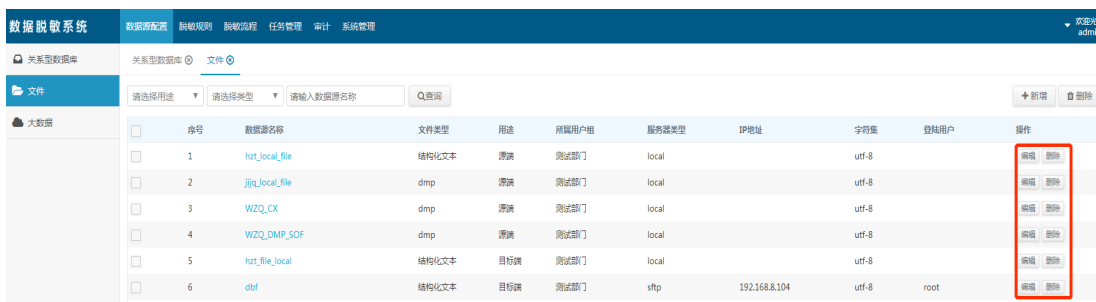 数据脱敏系统 数据源配置 脱敏规则 脱敏流程 任务管理 审计 系统管理 欢迎光
admi
关系型数据库 关系型数据库 文件
文件 请选择用途 请选择类型 请输入数据源名称 查询 新增 删除
大数据 序号 数据源名称 文件类型 用途 所属用户组 服务器类型 IP地址 字符集 登陆用户 操作
1 hzt_local_file 结构化文本 源端 测试部门 local utf-8 编辑 删除
2 jijq_local_file dmp 源端 测试部门 local utf-8 编辑 删除
3 WZQ_CX dmp 源端 测试部门 local utf-8 编辑 删除
4 WZQ_DMP_SOF dmp 源端 测试部门 local utf-8 编辑 删除
5 hzt_file_local 结构化文本 目标端 测试部门 local utf-8 编辑 删除
6 dbf 结构化文本 目标端 测试部门 sftp 192.168.8.104 utf-8 root 编辑 删除